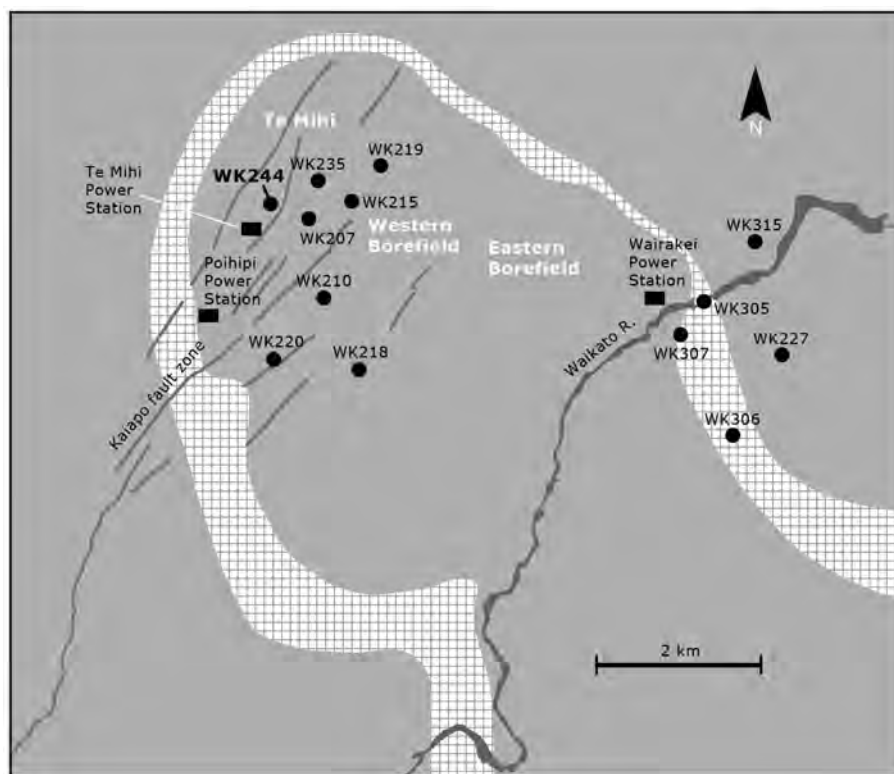 Te Mihi
N
WK219
WK235
Te Mihi
Power
Station
WK244
WK215
WK207
Western
Borefield
Eastern
Borefield
Wairakei
Power
Station
WK315
Poihipi
Power
Station
WK210
WK305
WK307
WK227
Waikato R.
WK220
WK218
Kaiapo fault zone
WK306
2 km